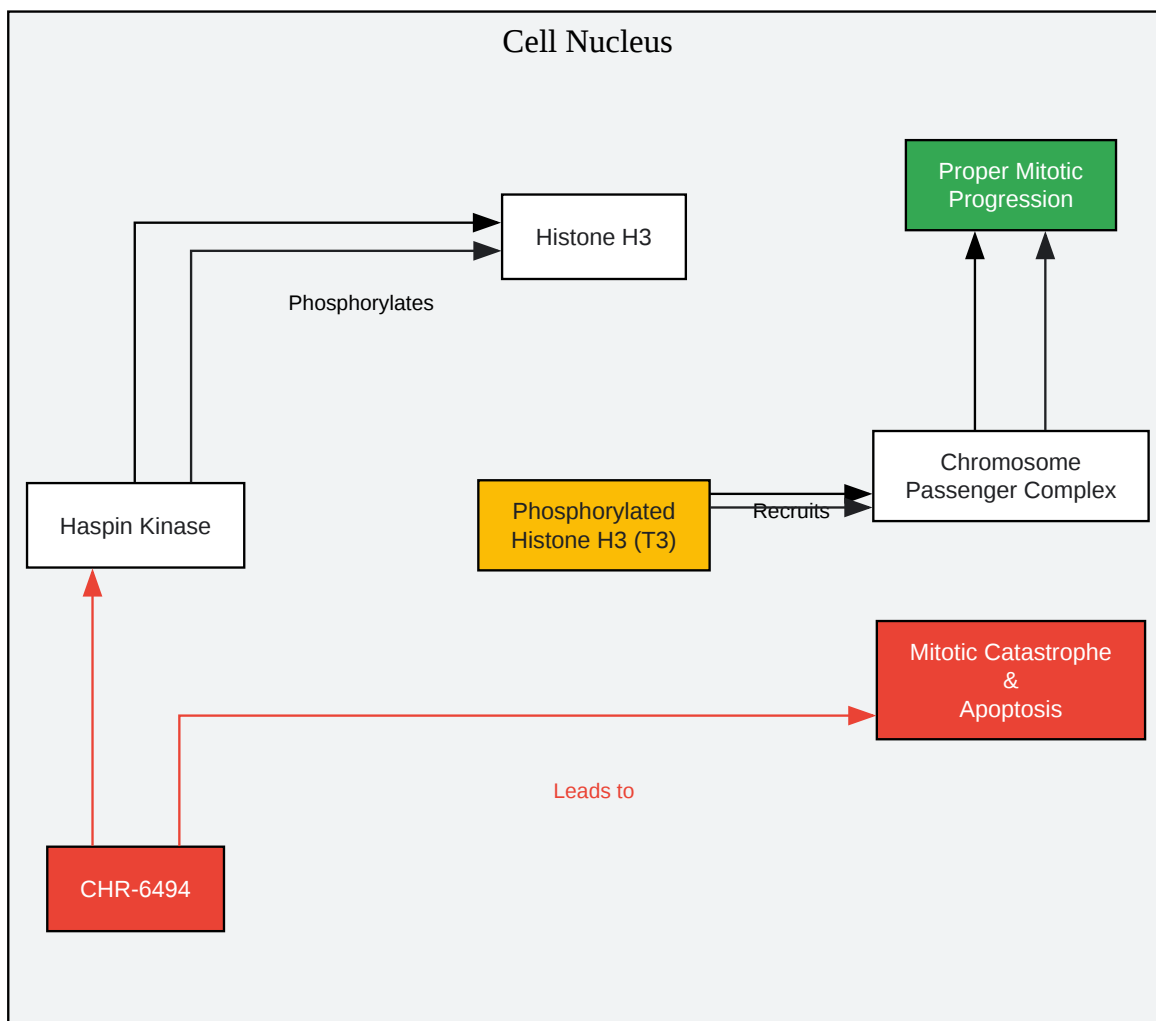 Cell Nucleus
Proper Mitotic
Progression
Histone H3
Phosphorylates
Chromosome
Passenger Complex
Haspin Kinase
Phosphorylated
Histone H3 (T3)
Recruits
Mitotic Catastrophe
&
Apoptosis
Leads to
CHR-6494